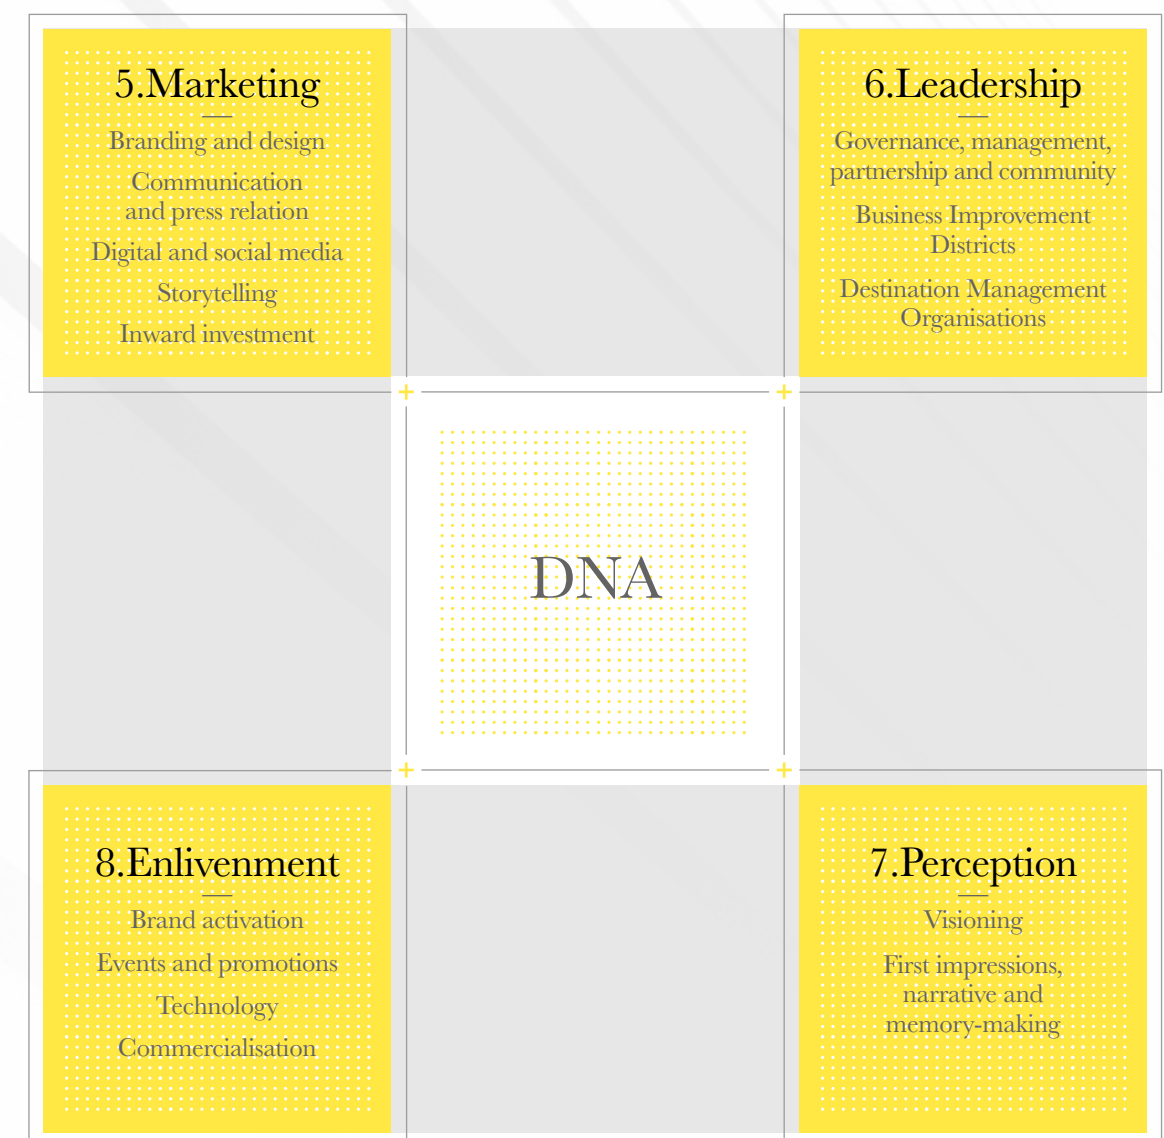 5.Marketing
Branding and design
Communication
and press relation
Digital and social media
Storytelling
Inward investment
6.Leadership
Governance, management,
partnership and community
Business Improvement
Districts
Destination Management
Organisations
DNA
8.Enlivenment
Brand activation
Events and promotions
Technology
Commercialisation
7.Perception
Visioning
First impressions,
narrative and
memory-making